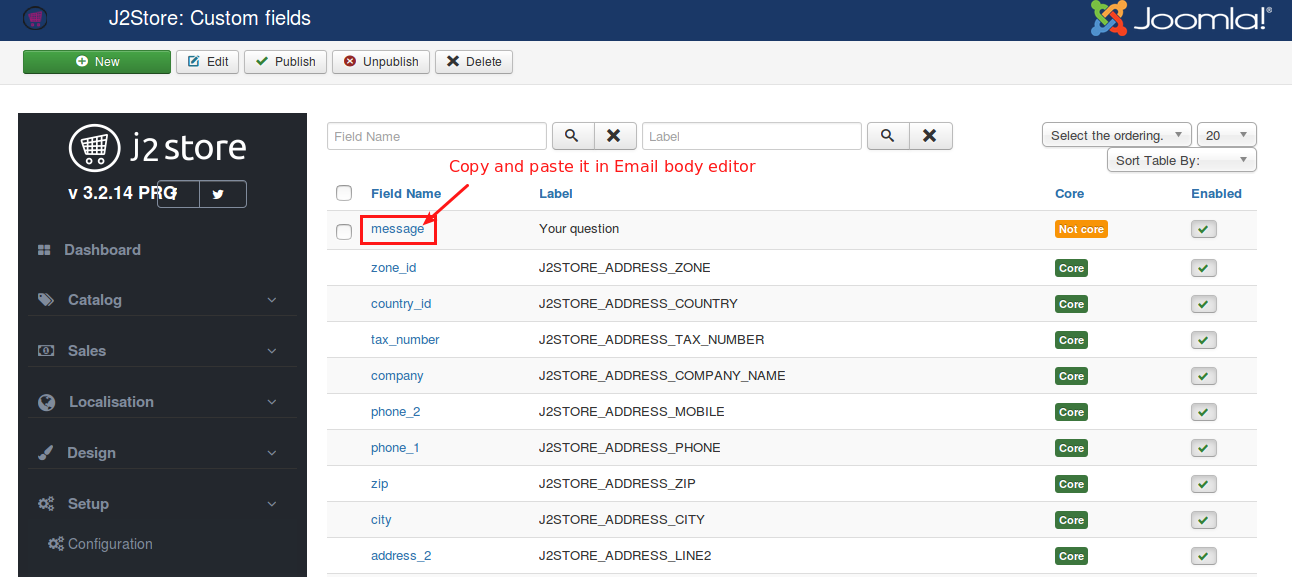 J2Store: Custom fields
Joomla!®
New Edit Publish Unpublish Delete
j2store
v 3.2.14 PRO
Dashboard
Catalog
Sales
Localisation
Design
Setup
Configuration
Field Name Label Select the ordering. 20
Sort Table By:
Copy and paste it in Email body editor
Field Name Label Core Enabled
message Your question Not core
zone_id J2STORE_ADDRESS_ZONE Core
country_id J2STORE_ADDRESS_COUNTRY Core
tax_number J2STORE_ADDRESS_TAX_NUMBER Core
company J2STORE_ADDRESS_COMPANY_NAME Core
phone_2 J2STORE_ADDRESS_MOBILE Core
phone_1 J2STORE_ADDRESS_PHONE Core
zip J2STORE_ADDRESS_ZIP Core
city J2STORE_ADDRESS_CITY Core
address_2 J2STORE_ADDRESS_LINE2 Core